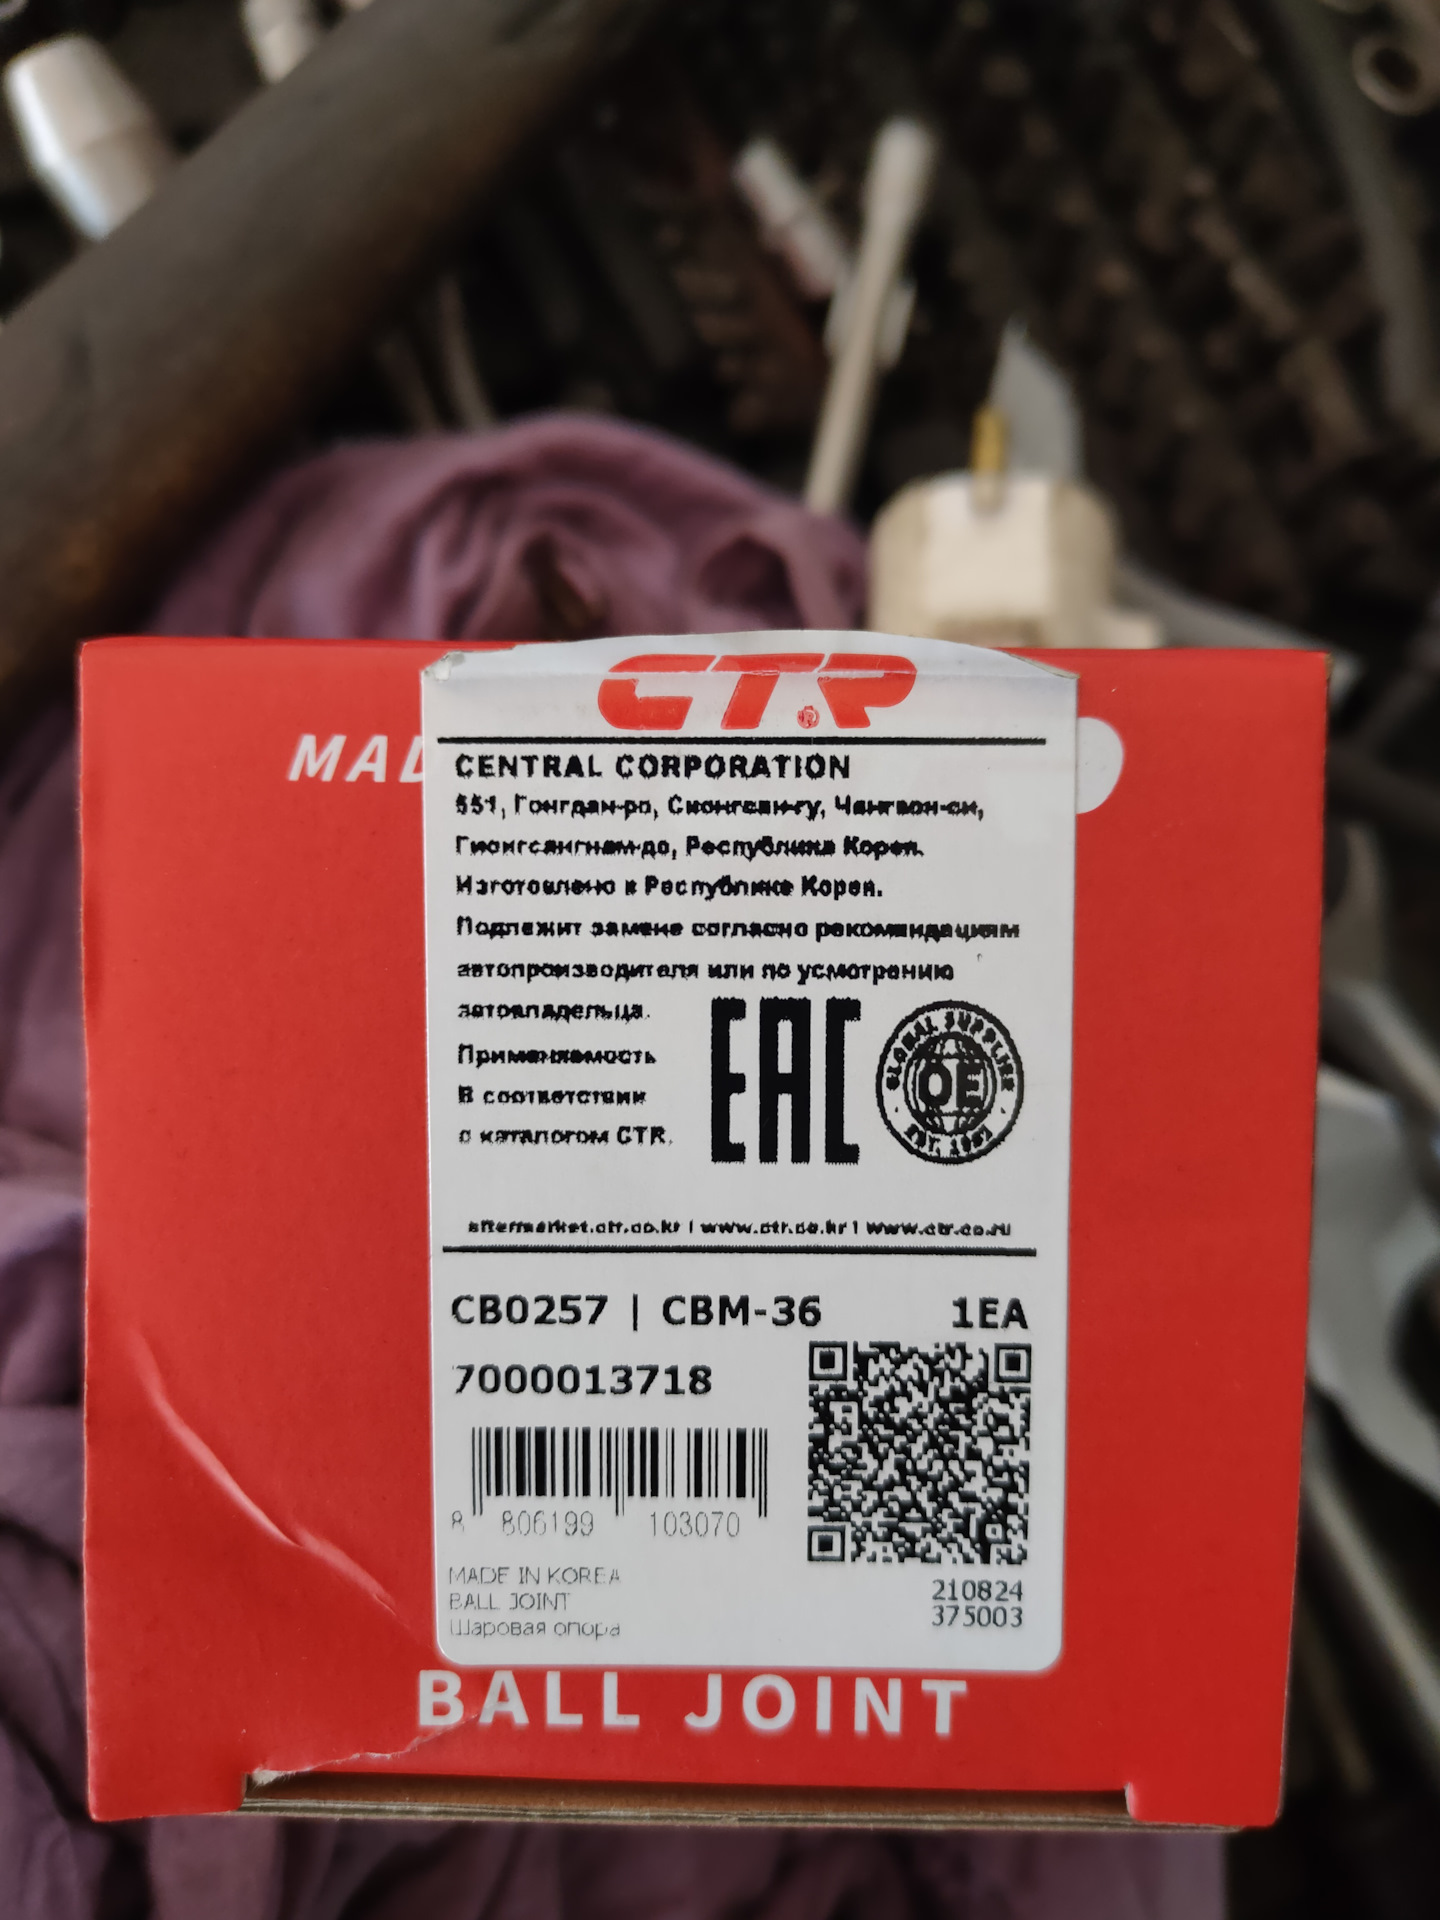 CTR
®
MAD
CENTRAL CORPORATION
551, Гонгдан-ро, Сионгсан-гу, Чангвон-си,
Гионгсангнам-до, Республика Корея.
Изготовлено в Республике Корея.
Подлежит замене согласно рекомендациям
автопроизводителя или по усмотрению
автовладельца.
Применяемость
В соответствии
с каталогом CTR.
EAC
GLOBAL SUPPLIER
OE
aftermarket.ctr.co.kr | www.ctr.co.kr | www.ctr.co.ru
CB0257 | CBM-36 1EA
7000013718
8 806199 103070
MADE IN KOREA
BALL JOINT
Шаровая опора
210824
375003
BALL JOINT